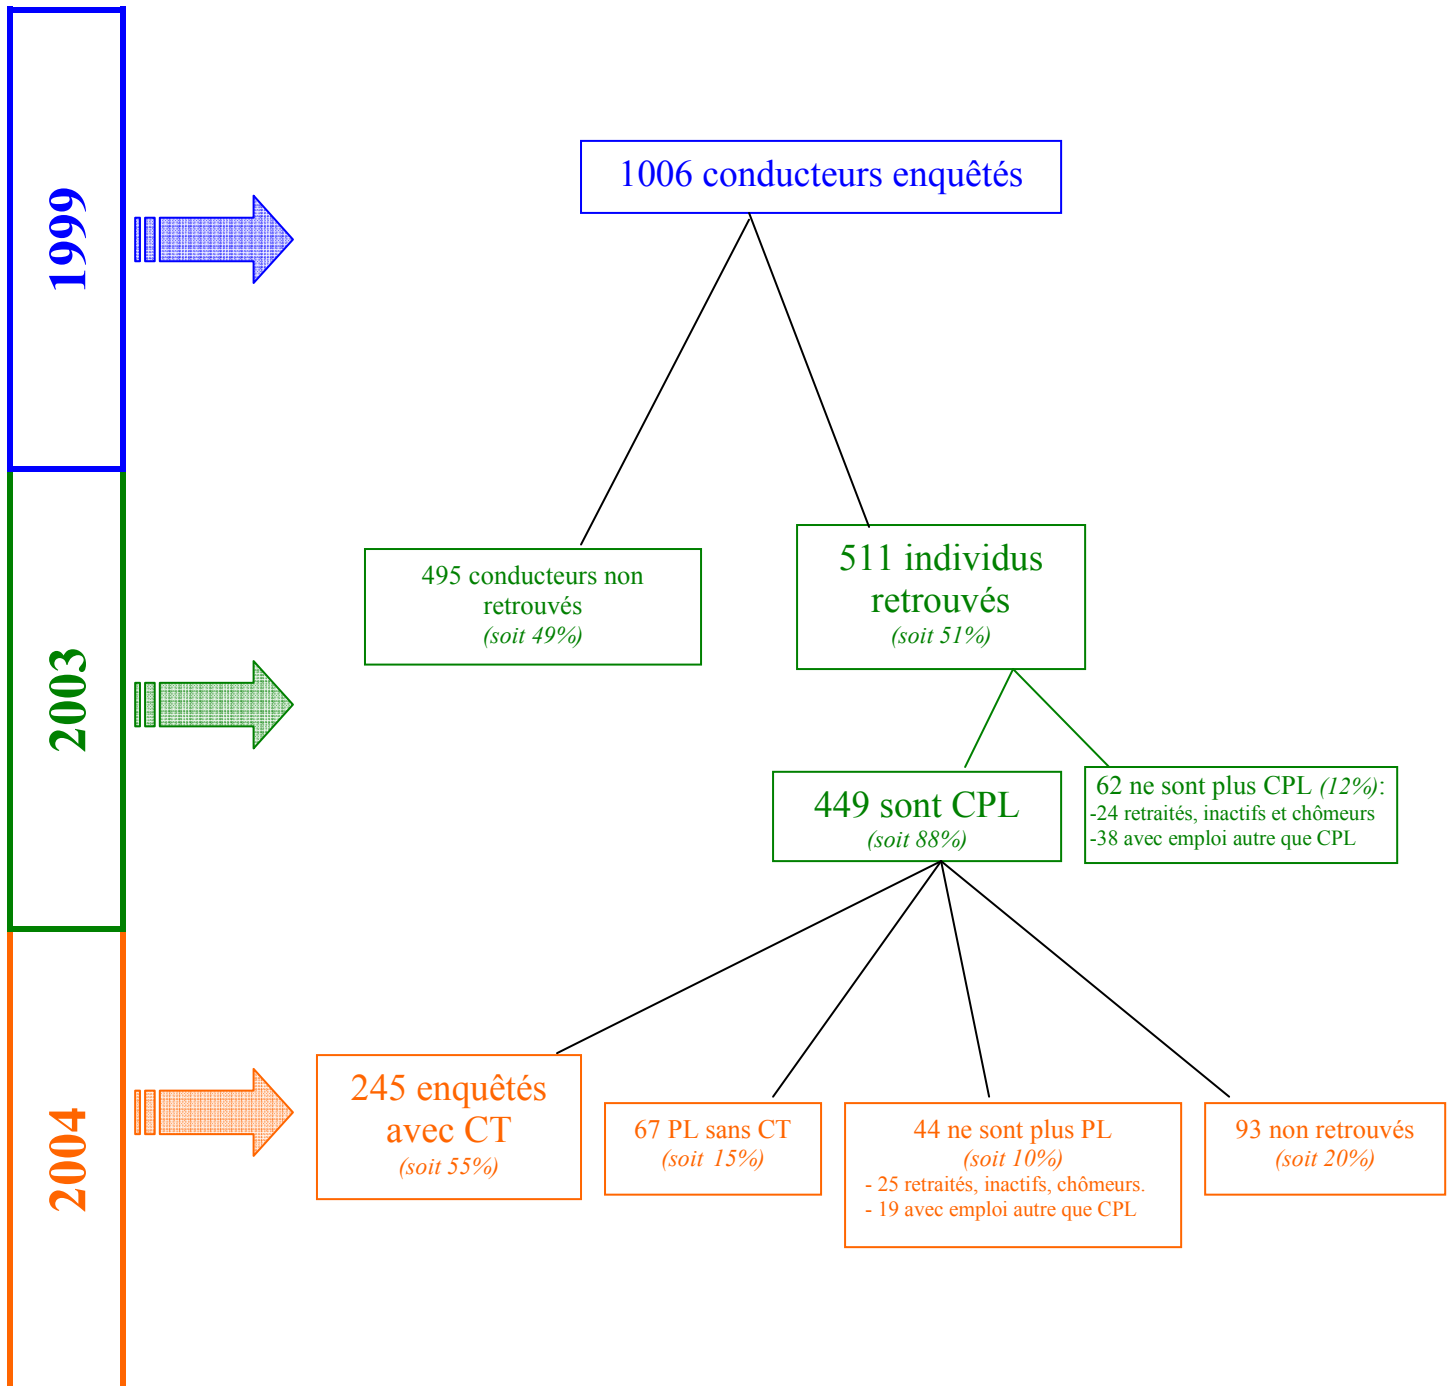 1999
1006 conducteurs enquêtés
2003
495 conducteurs non
retrouvés
(soit 49%)
511 individus
retrouvés
(soit 51%)
449 sont CPL
(soit 88%)
62 ne sont plus CPL (12%):
-24 retraités, inactifs et chômeurs
-38 avec emploi autre que CPL
2004
245 enquêtés
avec CT
(soit 55%)
67 PL sans CT
(soit 15%)
44 ne sont plus PL
(soit 10%)
- 25 retraités, inactifs, chômeurs.
- 19 avec emploi autre que CPL
93 non retrouvés
(soit 20%)